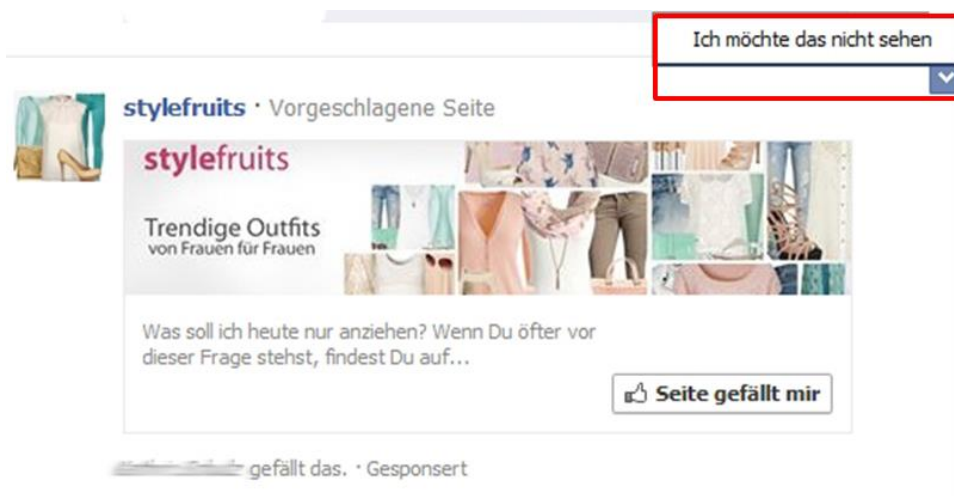 Ich möchte das nicht sehen
stylefruits · Vorgeschlagene Seite
stylefruits
Trendige Outfits
von Frauen für Frauen
Was soll ich heute nur anziehen? Wenn Du öfter vor
dieser Frage stehst, findest Du auf...
Seite gefällt mir
gefällt das. · Gesponsert